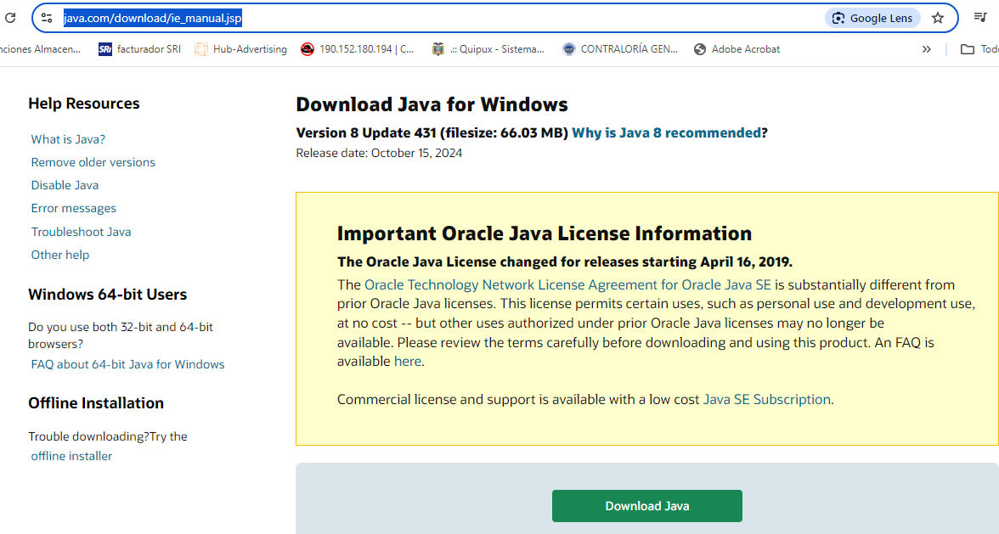 java.com/download/ie_manual.jsp
Google Lens
nciones Almacen...
SRi facturador SRI
Hub-Advertising
190.152.180.194 | C...
.:: Quipux - Sistema...
CONTRALORÍA GEN...
Adobe Acrobat
»
Todo
Help Resources
What is Java?
Remove older versions
Disable Java
Error messages
Troubleshoot Java
Other help
Windows 64-bit Users
Do you use both 32-bit and 64-bit
browsers?
FAQ about 64-bit Java for Windows
Offline Installation
Trouble downloading?Try the
offline installer
Download Java for Windows
Version 8 Update 431 (filesize: 66.03 MB) Why is Java 8 recommended?
Release date: October 15, 2024
Important Oracle Java License Information
The Oracle Java License changed for releases starting April 16, 2019.
The Oracle Technology Network License Agreement for Oracle Java SE is substantially different from
prior Oracle Java licenses. This license permits certain uses, such as personal use and development use,
at no cost -- but other uses authorized under prior Oracle Java licenses may no longer be
available. Please review the terms carefully before downloading and using this product. An FAQ is
available here.
Commercial license and support is available with a low cost Java SE Subscription.
Download Java